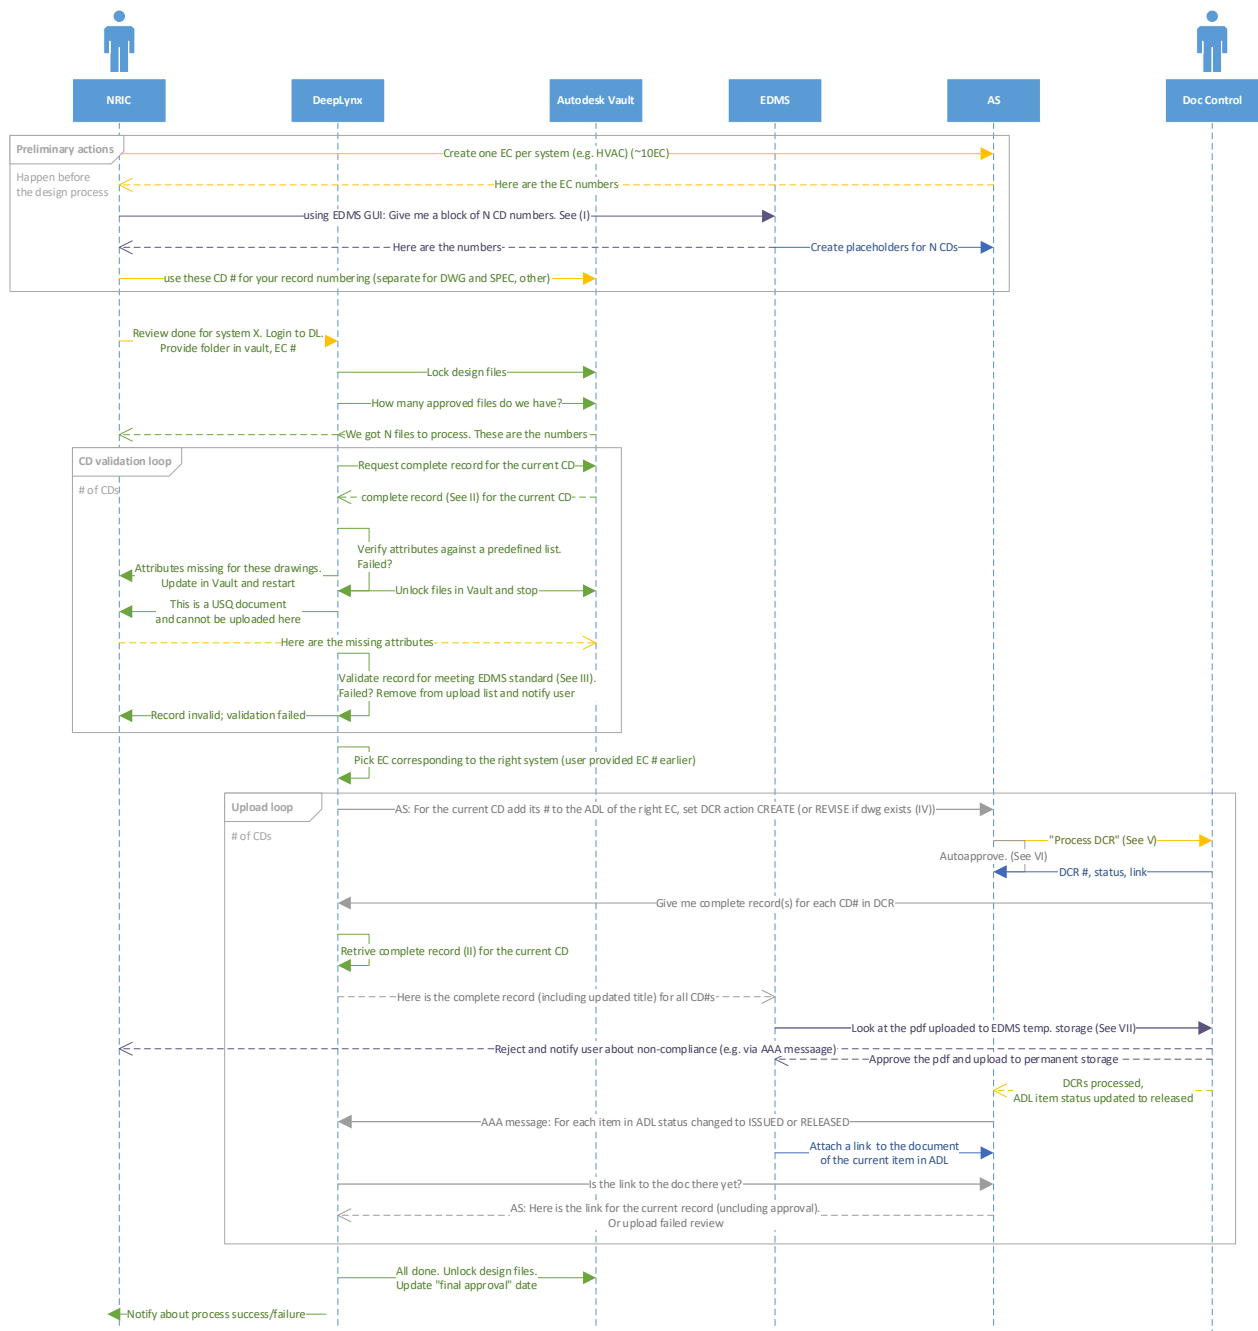 NRIC
DeepLynx
Autodesk Vault
EDMS
AS
Doc Control
Preliminary actions
Happen before
the design process
Create one EC per system (e.g. HVAC) (~10EC)
Here are the EC numbers
using EDMS GUI: Give me a block of N CD numbers. See (I)
Here are the numbers
Create placeholders for N CDs
use these CD # for your record numbering (separate for DWG and SPEC, other)
Review done for system X. Login to DL.
Provide folder in vault, EC #
Lock design files
How many approved files do we have?
We got N files to process. These are the numbers
CD validation loop
# of CDs
Request complete record for the current CD
complete record (See II) for the current CD
Verify attributes against a predefined list.
Failed?
Attributes missing for these drawings.
Update in Vault and restart
Unlock files in Vault and stop
This is a USQ document
and cannot be uploaded here
Here are the missing attributes
Validate record for meeting EDMS standard (See III).
Failed? Remove from upload list and notify user
Record invalid; validation failed
Pick EC corresponding to the right system (user provided EC # earlier)
Upload loop
# of CDs
AS: For the current CD add its # to the ADL of the right EC, set DCR action CREATE (or REVISE if dwg exists (IV))
"Process DCR" (See V)
Autoapprove. (See VI)
DCR #, status, link
Give me complete record(s) for each CD# in DCR
Retrive complete record (II) for the current CD
Here is the complete record (including updated title) for all CD#s
Look at the pdf uploaded to EDMS temp. storage (See VII)
Reject and notify user about non-compliance (e.g. via AAA messaage)
Approve the pdf and upload to permanent storage
DCRs processed,
ADL item status updated to released
AAA message: For each item in ADL status changed to ISSUED or RELEASED
Attach a link to the document
of the current item in ADL
Is the link to the doc there yet?
AS: Here is the link for the current record (uncluding approval).
Or upload failed review
All done. Unlock design files.
Update "final approval" date
Notify about process success/failure